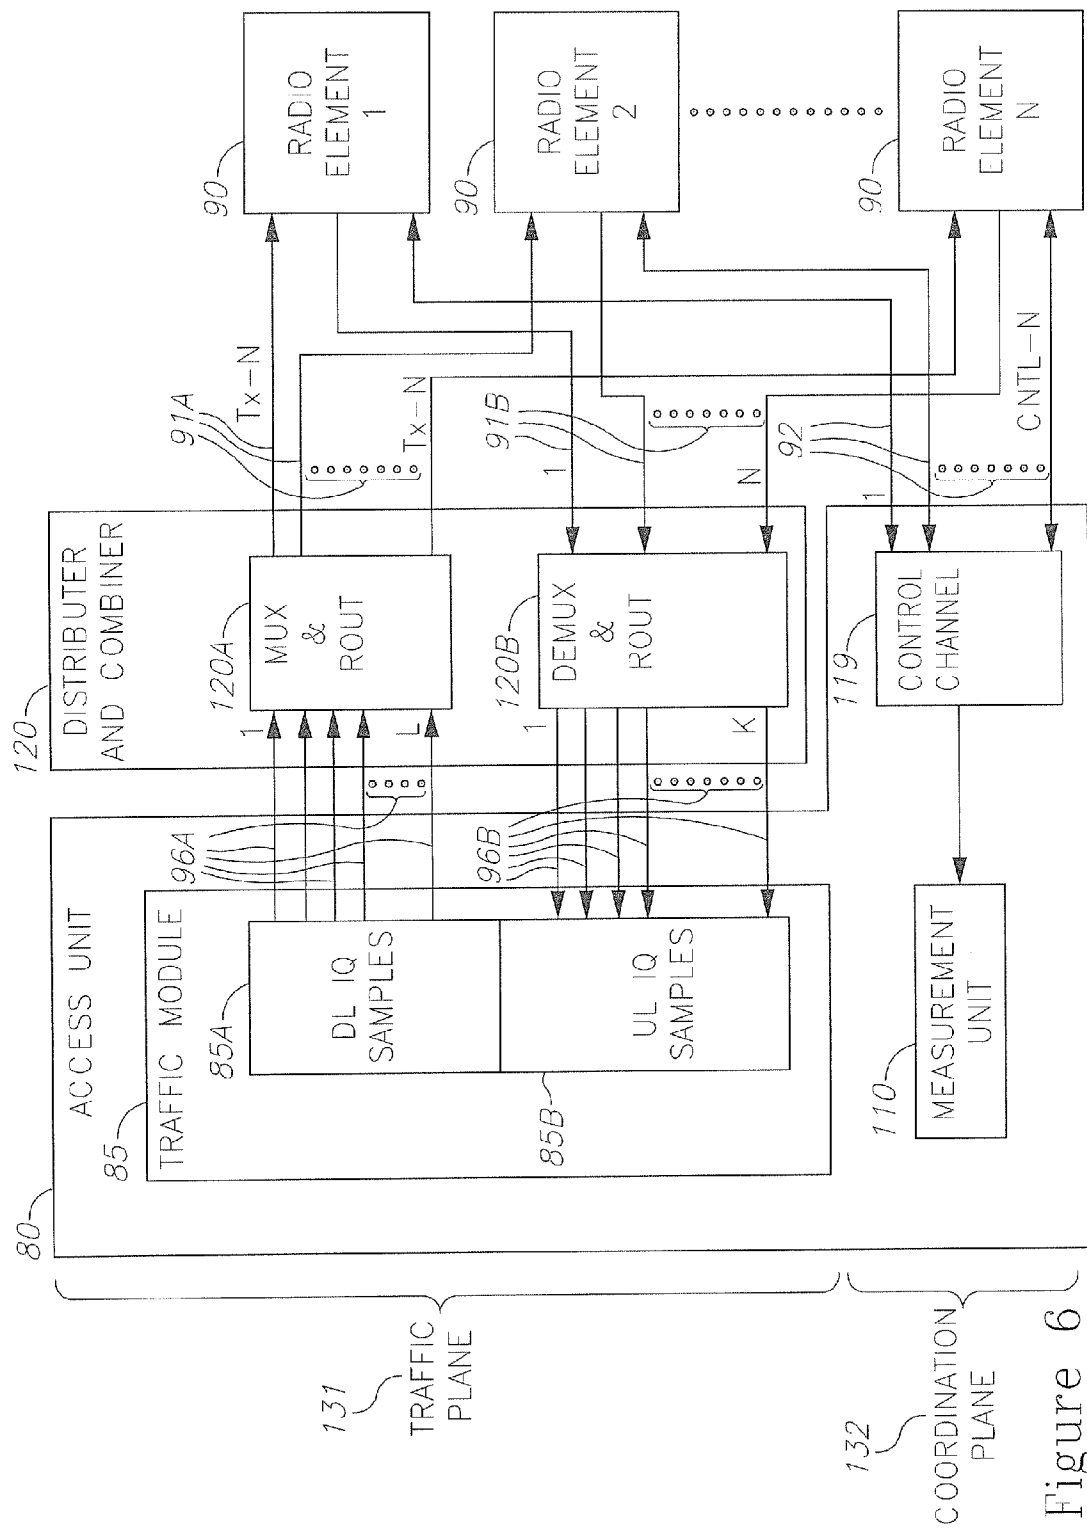 131
TRAFFIC
PLANE
132
COORDINATION
PLANE
80
ACCESS UNIT
85
TRAFFIC MODULE
85A
DL IQ
SAMPLES
UL IQ
SAMPLES
85B
110
MEASUREMENT
UNIT
96A
96B
120
DISTRIBUTER
AND COMBINER
1
L
120A
MUX
&
ROUT
1
K
120B
DEMUX
&
ROUT
119
CONTROL
CHANNEL
91A
Tx-N
Tx-N
91B
1
N
92
1
CNTL-N
90
RADIO
ELEMENT
1
90
RADIO
ELEMENT
2
90
RADIO
ELEMENT
N
Figure 6